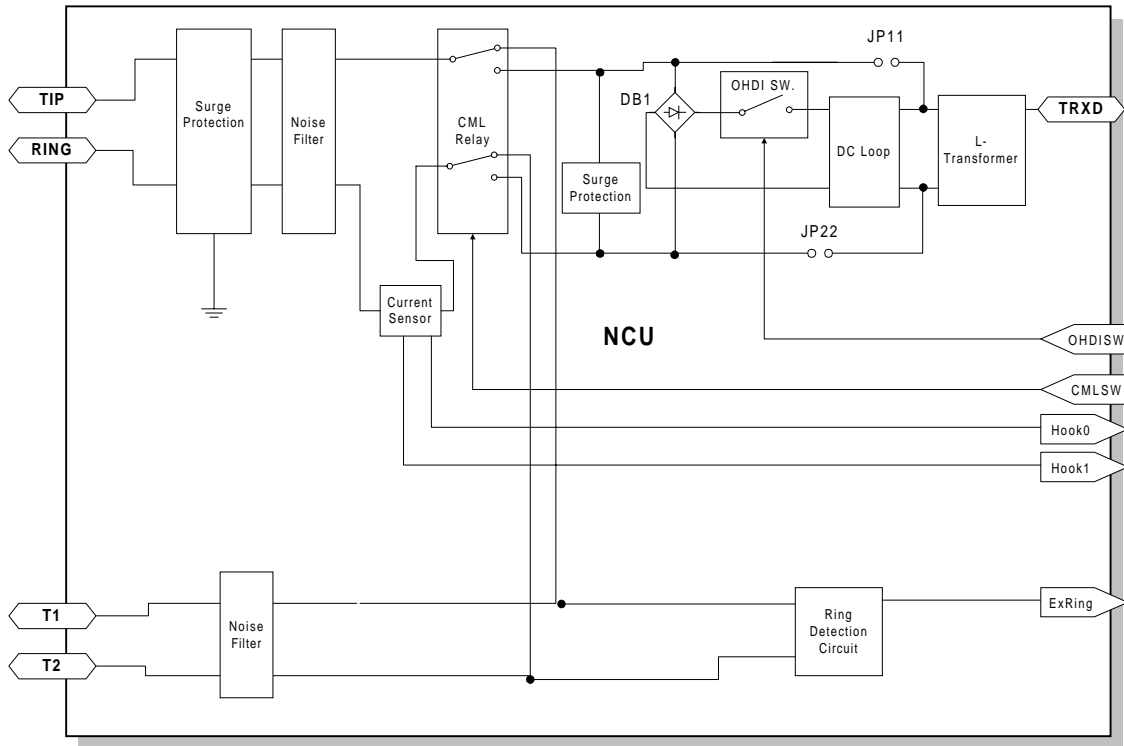 JP11
TIP
RING
Surge
Protection
Noise
Filter
CML
Relay
DB1
OHDI SW.
DC Loop
L-
Transformer
TRXD
Surge
Protection
JP22
Current
Sensor
NCU
OHDISW
CMLSW
Hook0
Hook1
T1
T2
Noise
Filter
Ring
Detection
Circuit
ExRing